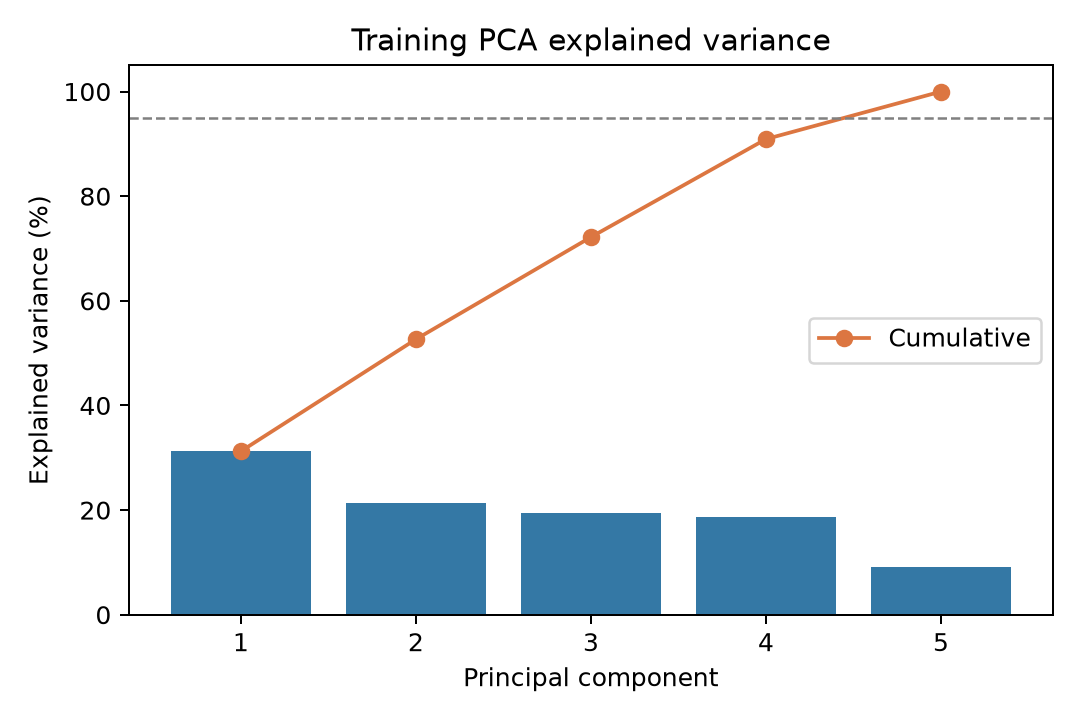 Training PCA explained variance
Explained variance (%)
100
80
60
40
20
0
Cumulative
1 2 3 4 5
Principal component